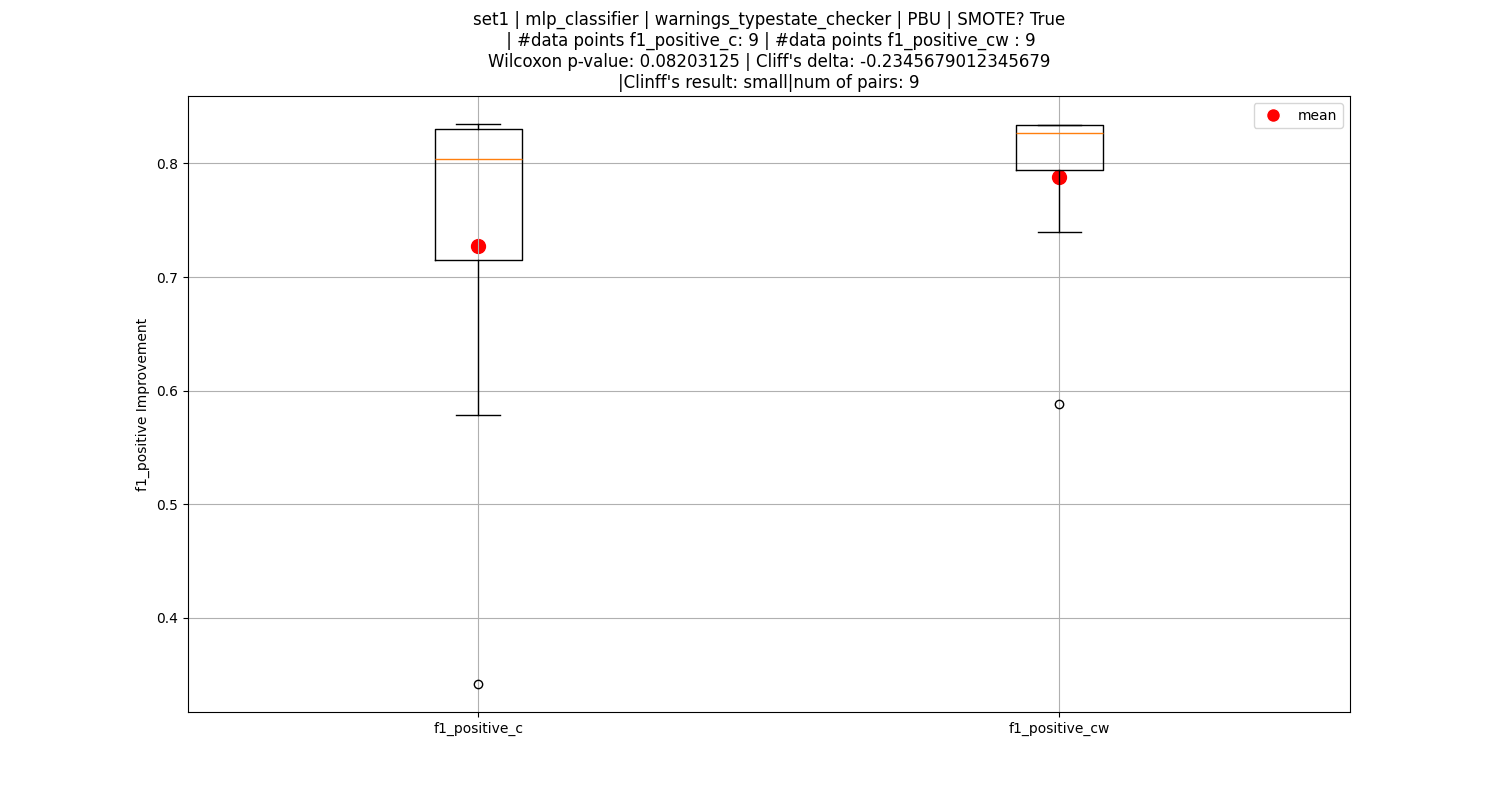 set1 | mlp_classifier | warnings_typestate_checker | PBU | SMOTE? True
| #data points f1_positive_c: 9 | #data points f1_positive_cw : 9
Wilcoxon p-value: 0.08203125 | Cliff's delta: -0.2345679012345679
|Clinff's result: small|num of pairs: 9
mean
f1_positive Improvement
0.8
0.7
0.6
0.5
0.4
f1_positive_c
f1_positive_cw